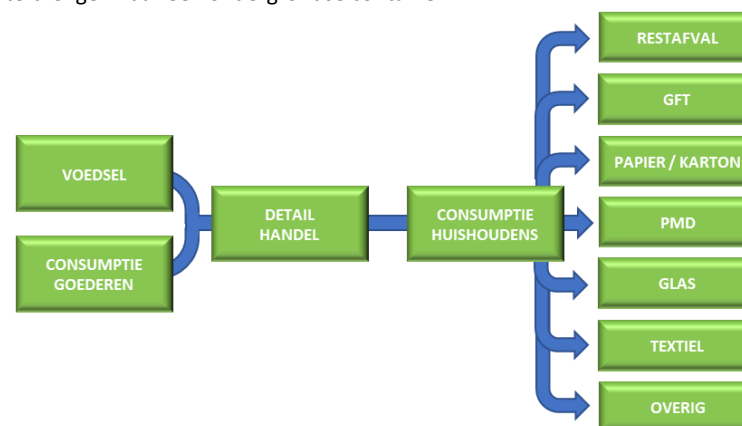 VOEDSEL
CONSUMPTIE
GOEDEREN
DETAIL
HANDEL
CONSUMPTIE
HUISHOUDENS
RESTAFVAL
GFT
PAPIER / KARTON
PMD
GLAS
TEXTIEL
OVERIG